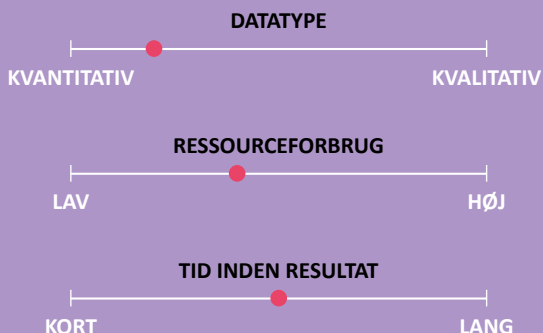 DATATYPE
KVANTITATIV KVALITATIV
RESSOURCEFORBRUG
LAV HØJ
TID INDEN RESULTAT
KORT LANG